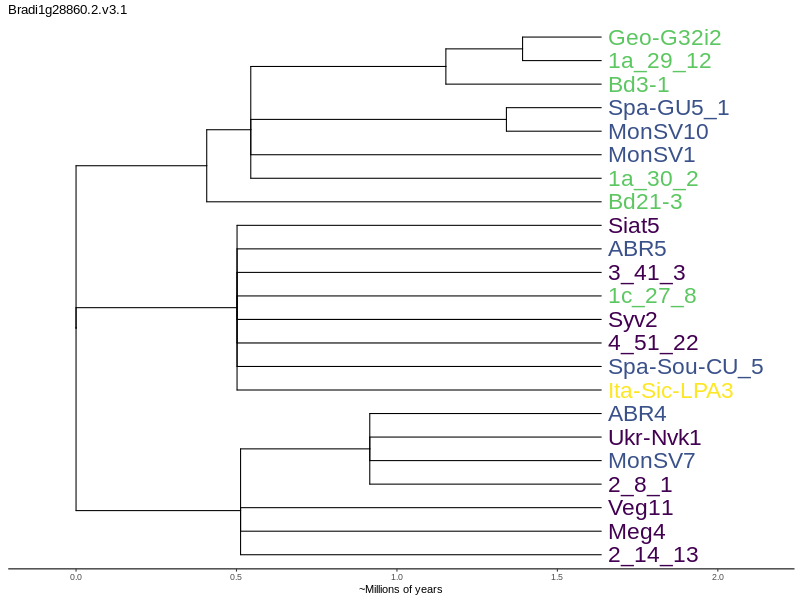 Bradi1g28860.2.v3.1
Geo-G32i2
1a_29_12
Bd3-1
Spa-GU5_1
MonSV10
MonSV1
1a_30_2
Bd21-3
Siat5
ABR5
3_41_3
1c_27_8
Syv2
4_51_22
Spa-Sou-CU_5
Ita-Sic-LPA3
ABR4
Ukr-Nvk1
MonSV7
2_8_1
Veg11
Meg4
2_14_13
0.0 0.5 1.0 1.5 2.0
~Millions of years